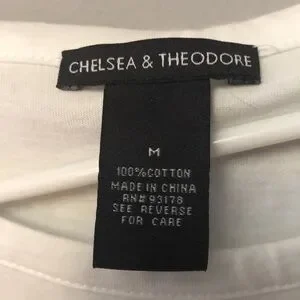 CHELSEA & THEODORE
M
100%COTTON
MADE IN CHINA
RN# 93178
SEE REVERSE
FOR CARE